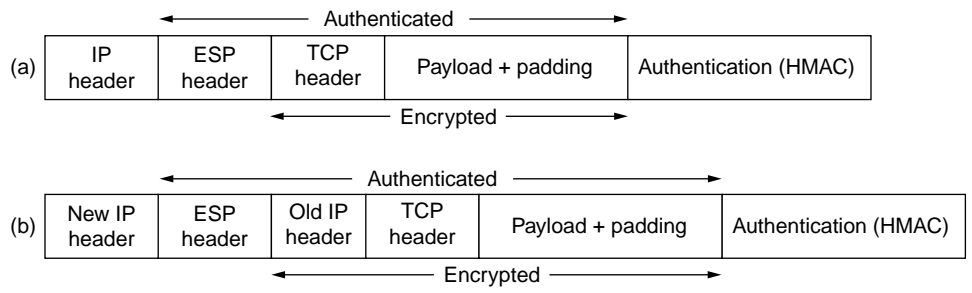 Authenticated
(a)
IP
header
ESP
header
TCP
header
Payload + padding
Authentication (HMAC)
Encrypted
Authenticated
(b)
New IP
header
ESP
header
Old IP
header
TCP
header
Payload + padding
Authentication (HMAC)
Encrypted